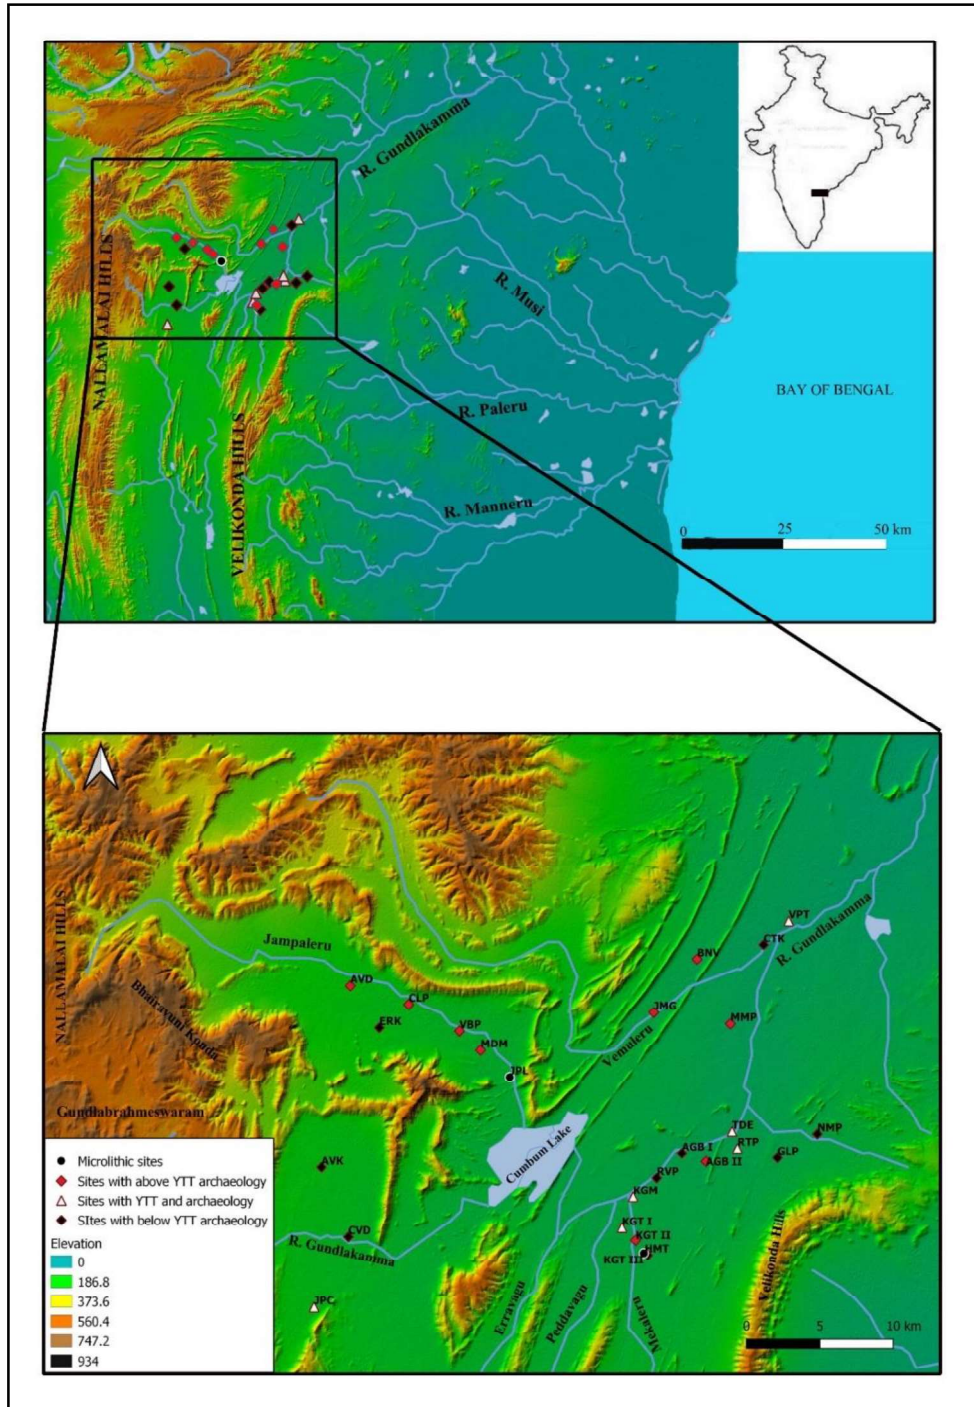 R. Gundlakamma
NALLAMALAI HILLS
R. Musi
BAY OF BENGAL
R. Paleru
VELIKONDA HILLS
R. Manneru
0 25 50 km
NALLAMALAI HILLS
VPT
CTK
R. Gundlakamma
BNV
Jampaleru
AVD
CLP
JMG
MMP
ERK
VBP
Bhairavuni Konda
MDM
Vemuleru
JPL
Gundlabrahmeswaram
TDE
NMP
Cumbum Lake
RTP
AGB I
GLP
AGB II
AVK
RVP
KGM
KGT I
CVD
KGT II
R. Gundlakamma
HMT
KGT III
Velikonda Hills
Erravagu
Peddavagu
Mekaleru
JPC
Microlithic sites
Sites with above YTT archaeology
Sites with YTT and archaeology
SItes with below YTT archaeology
Elevation
0
186.8
373.6
560.4
747.2
934
0 5 10 km